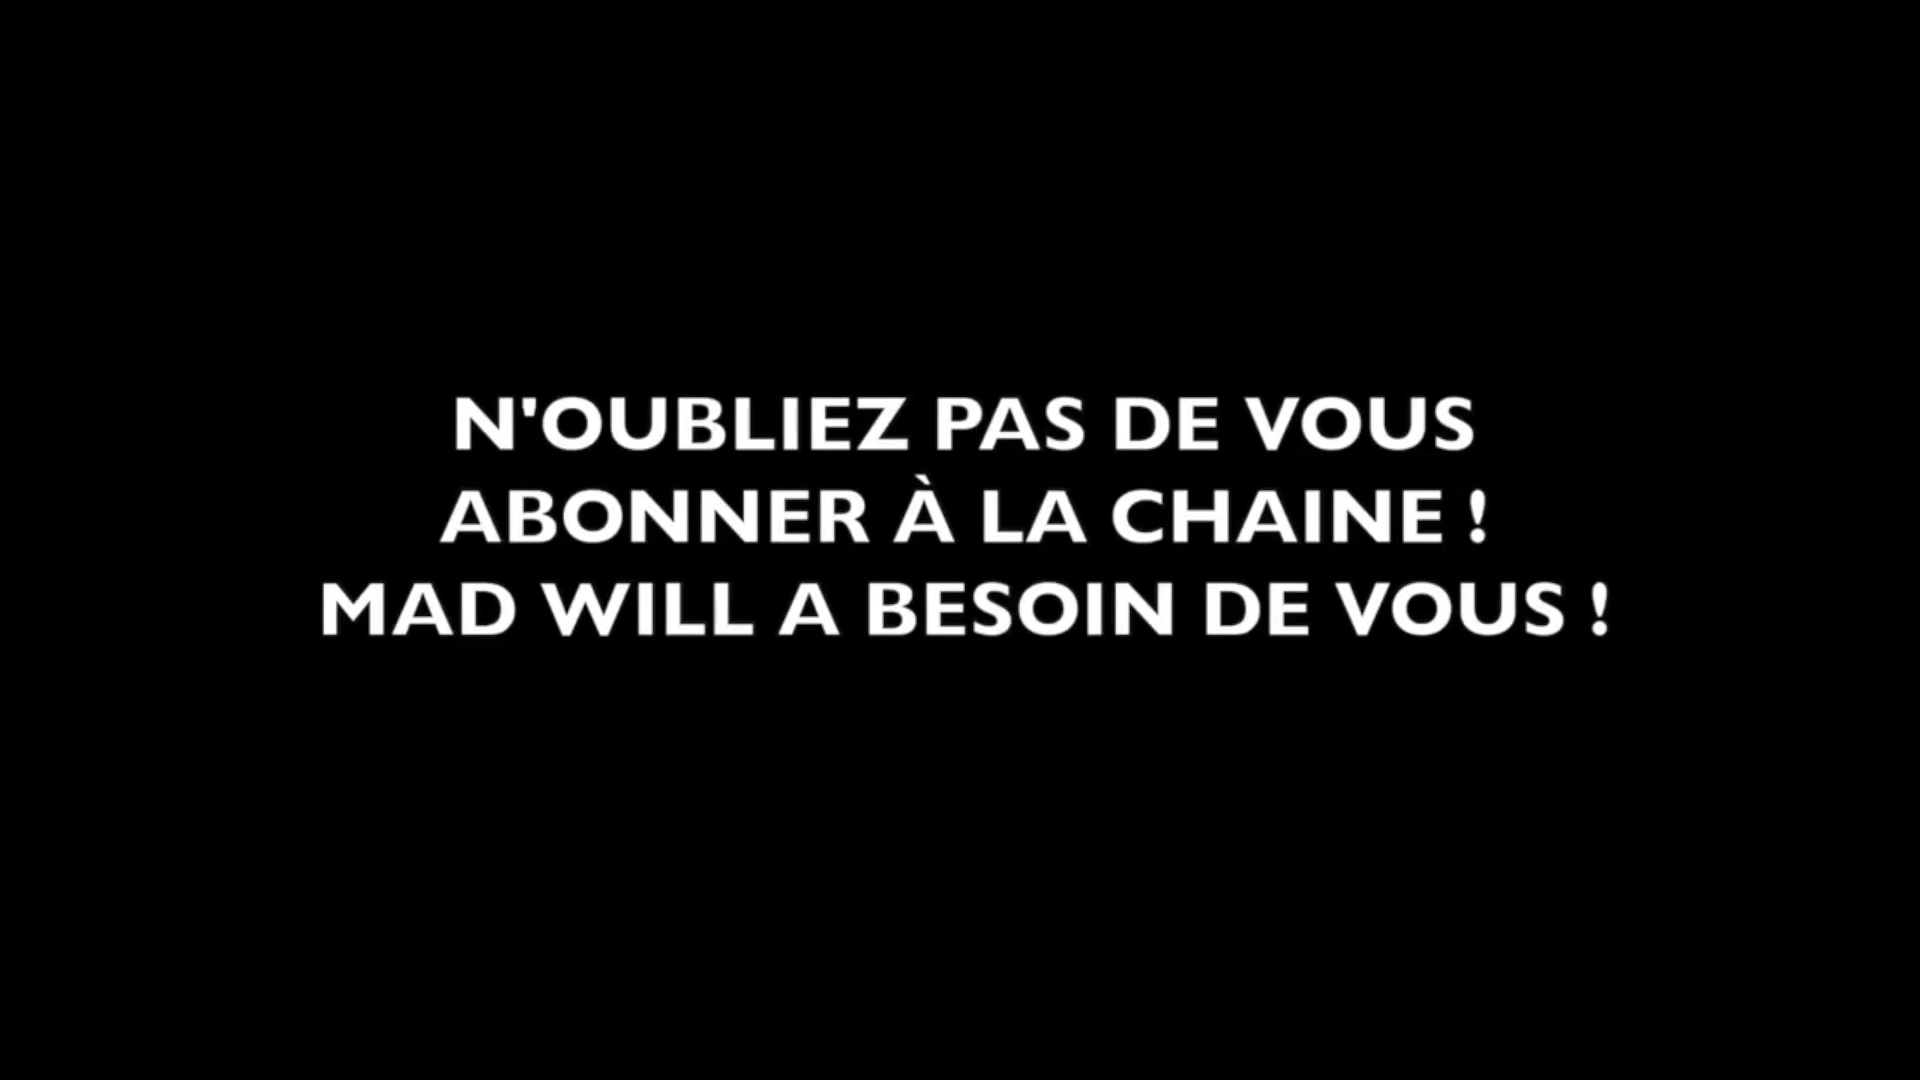 N'OUBLIEZ PAS DE VOUS
ABONNER À LA CHAINE !
MAD WILL A BESOIN DE VOUS !